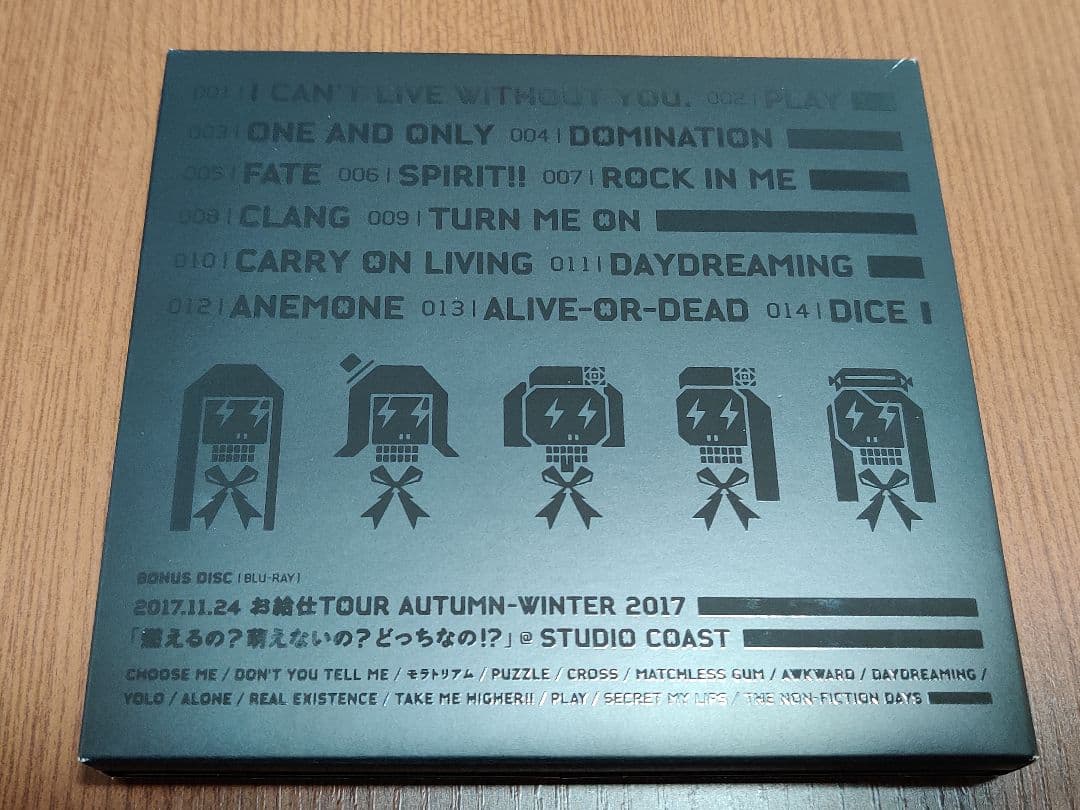 001 | I CAN'T LIVE WITHOUT YOU. 002 | PLAY
003 | ONE AND ONLY 004 | DOMINATION
005 | FATE 006 | SPIRIT!! 007 | ROCK IN ME
008 | CLANG 009 | TURN ME ON
010 | CARRY ON LIVING 011 | DAYDREAMING
012 | ANEMONE 013 | ALIVE-OR-DEAD 014 | DICE
BONUS DISC [BLU-RAY]
2017.11.24 お給仕TOUR AUTUMN-WINTER 2017
「燃えるの?萌えないの?どっちなの!?」@ STUDIO COAST
CHOOSE ME / DON'T YOU TELL ME / モラトリアム / PUZZLE / CROSS / MATCHLESS GUM / AWKWARD / DAYDREAMING /
YOLO / ALONE / REAL EXISTENCE / TAKE ME HIGHER!! / PLAY / SECRET MY LIPS / THE NON-FICTION DAYS